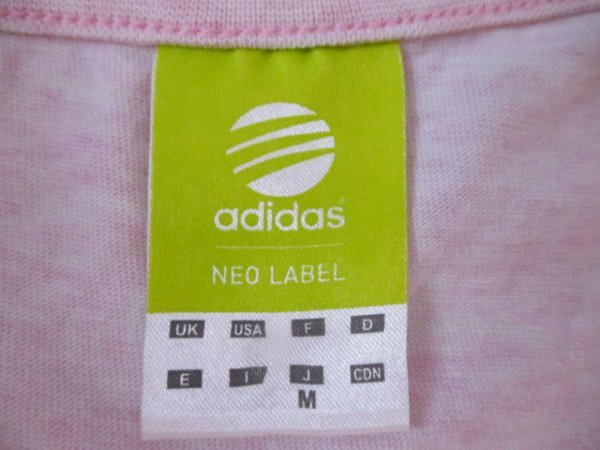 adidas
NEO LABEL
UK USA F D
E I J CDN
M